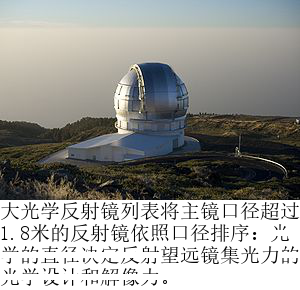 大光学反射镜列表将主镜口径超过
1.8米的反射镜依照口径排序：光
学的直径决定反射望远镜集光力的
光学设计和解像力。